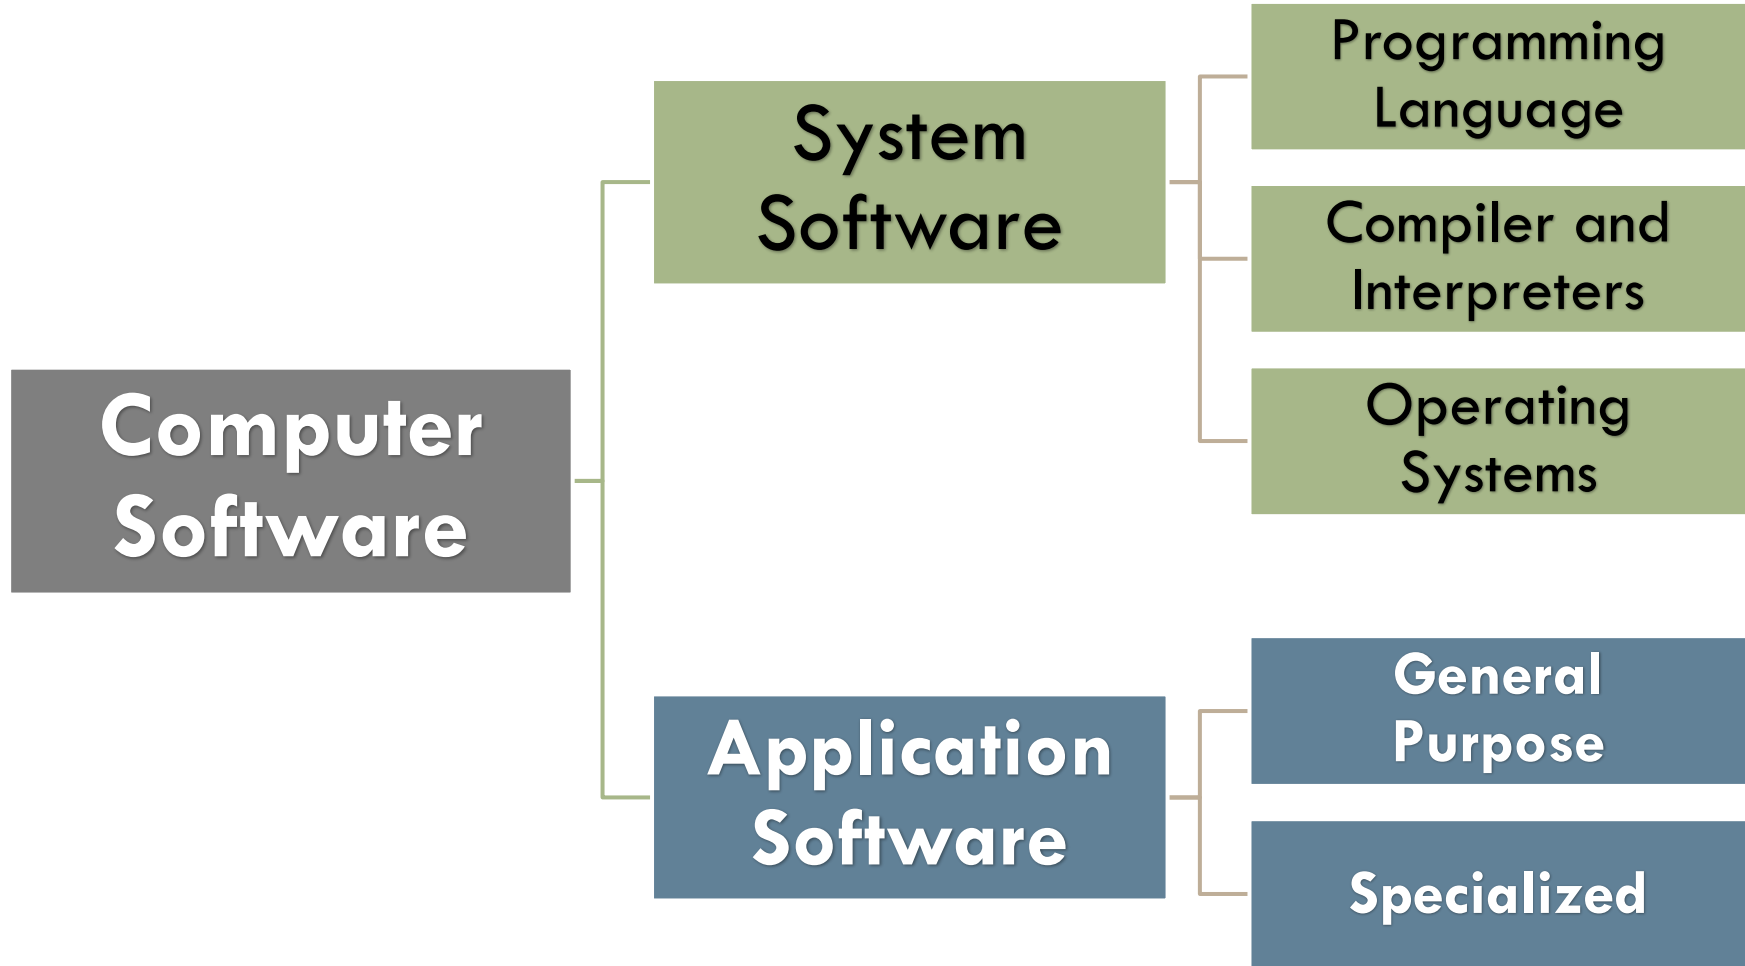 Computer
Software
System
Software
Programming
Language
Compiler and
Interpreters
Operating
Systems
Application
Software
General
Purpose
Specialized